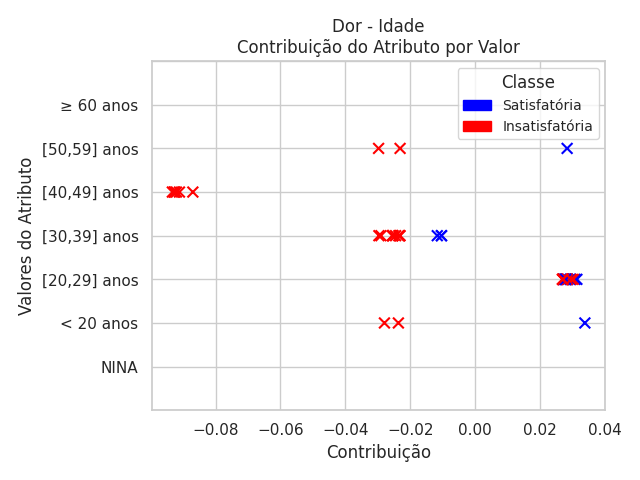 Dor - Idade
Contribuição do Atributo por Valor
Classe
Satisfatória
Insatisfatória
Valores do Atributo
≥ 60 anos
[50,59] anos
[40,49] anos
[30,39] anos
[20,29] anos
< 20 anos
NINA
−0.08 −0.06 −0.04 −0.02 0.00 0.02 0.04
Contribuição